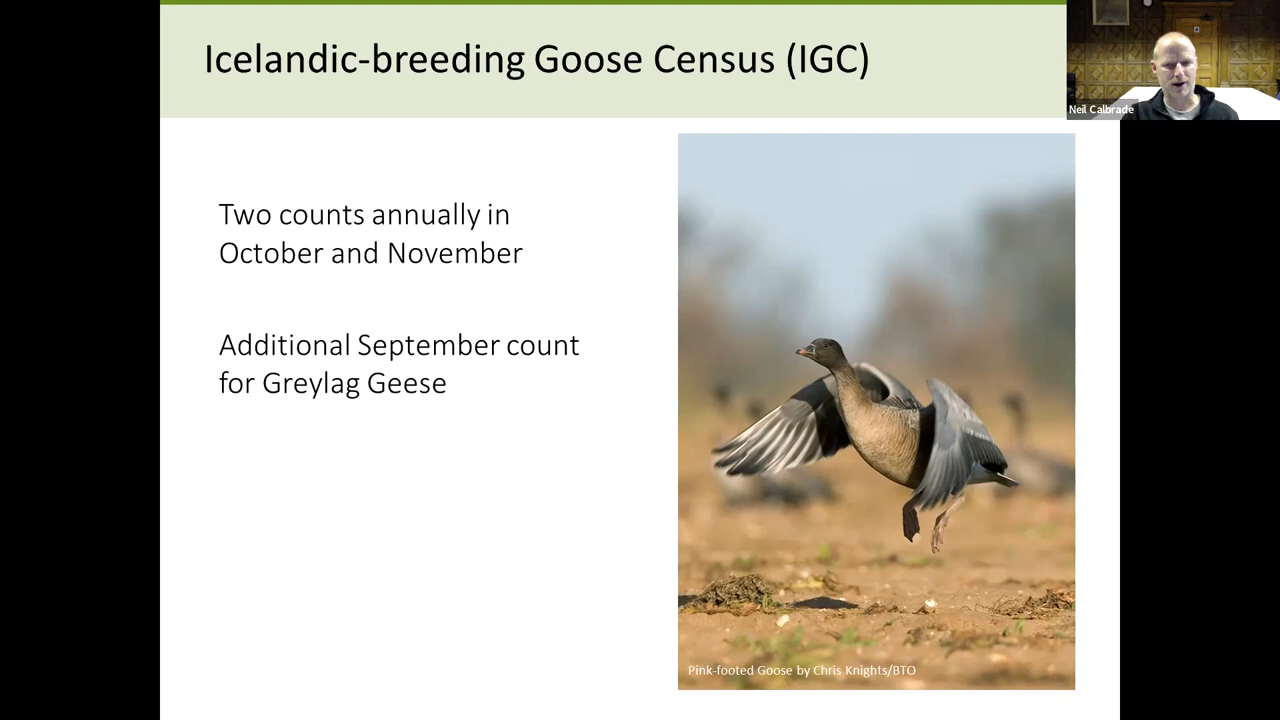 Icelandic-breeding Goose Census (IGC)
Neil Calbrade
Two counts annually in
October and November
Additional September count
for Greylag Geese
Pink-footed Goose by Chris Knights/BTO